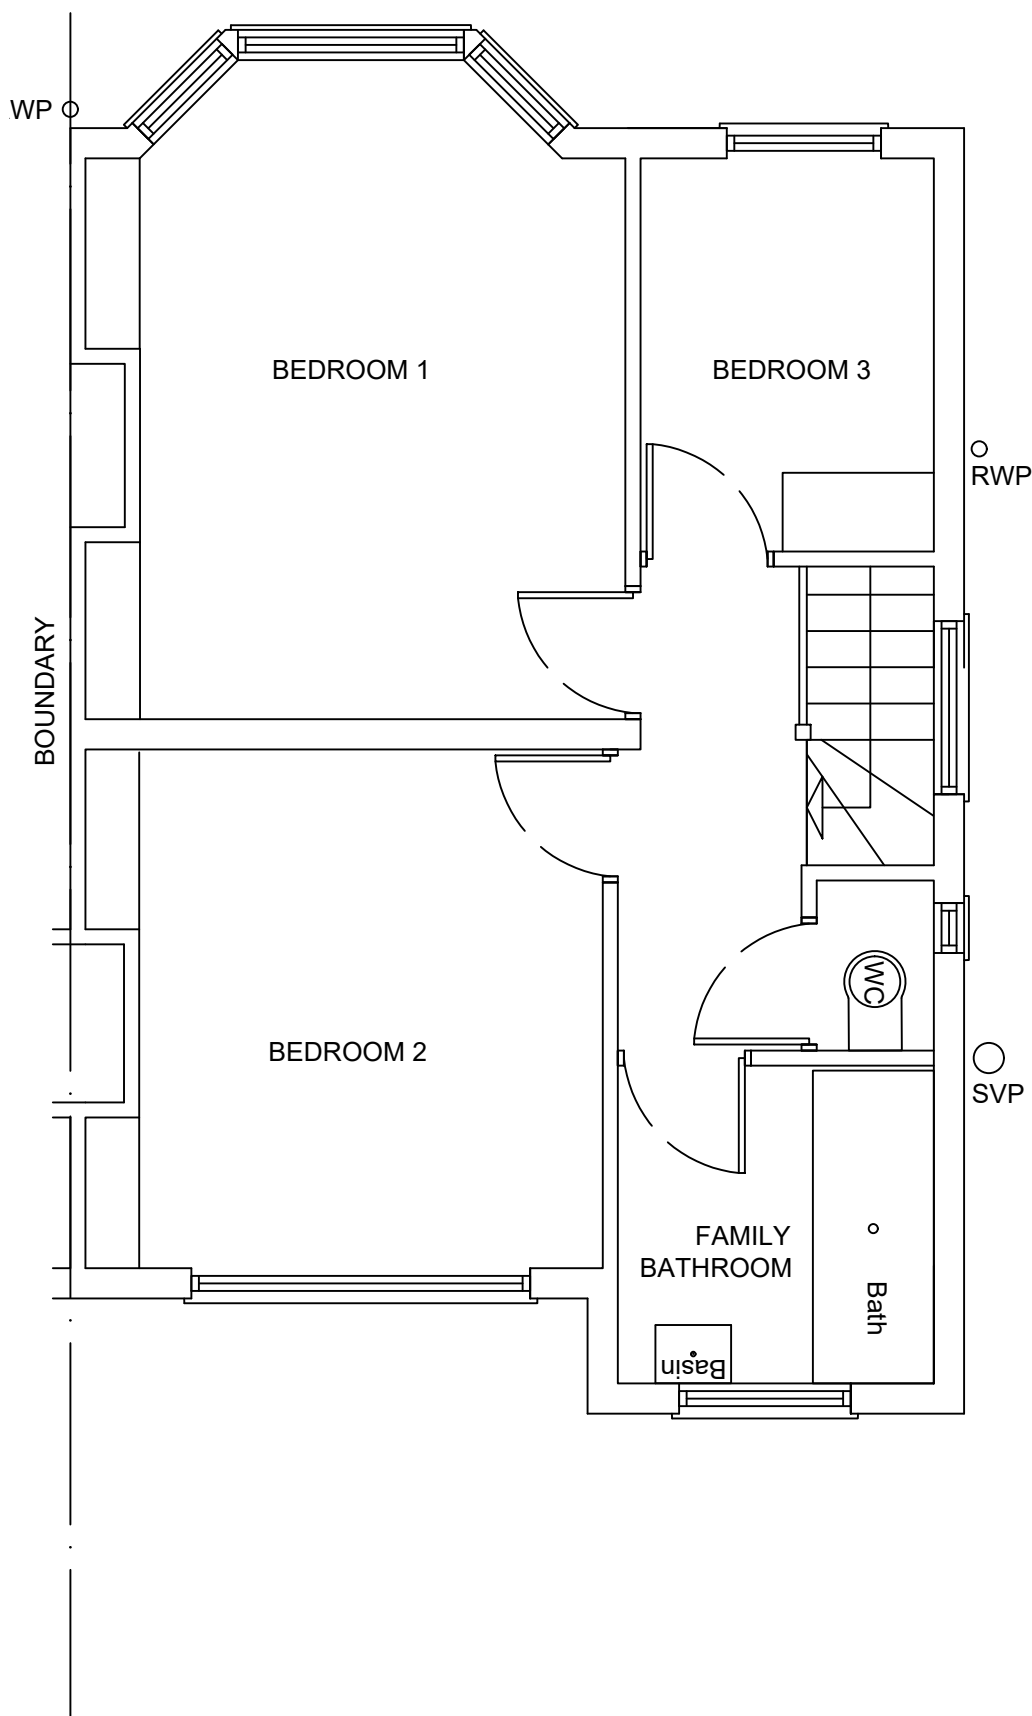 WP
BEDROOM 1
BEDROOM 3
RWP
BOUNDARY
WC
BEDROOM 2
SVP
FAMILY
BATHROOM
Bath
Basin